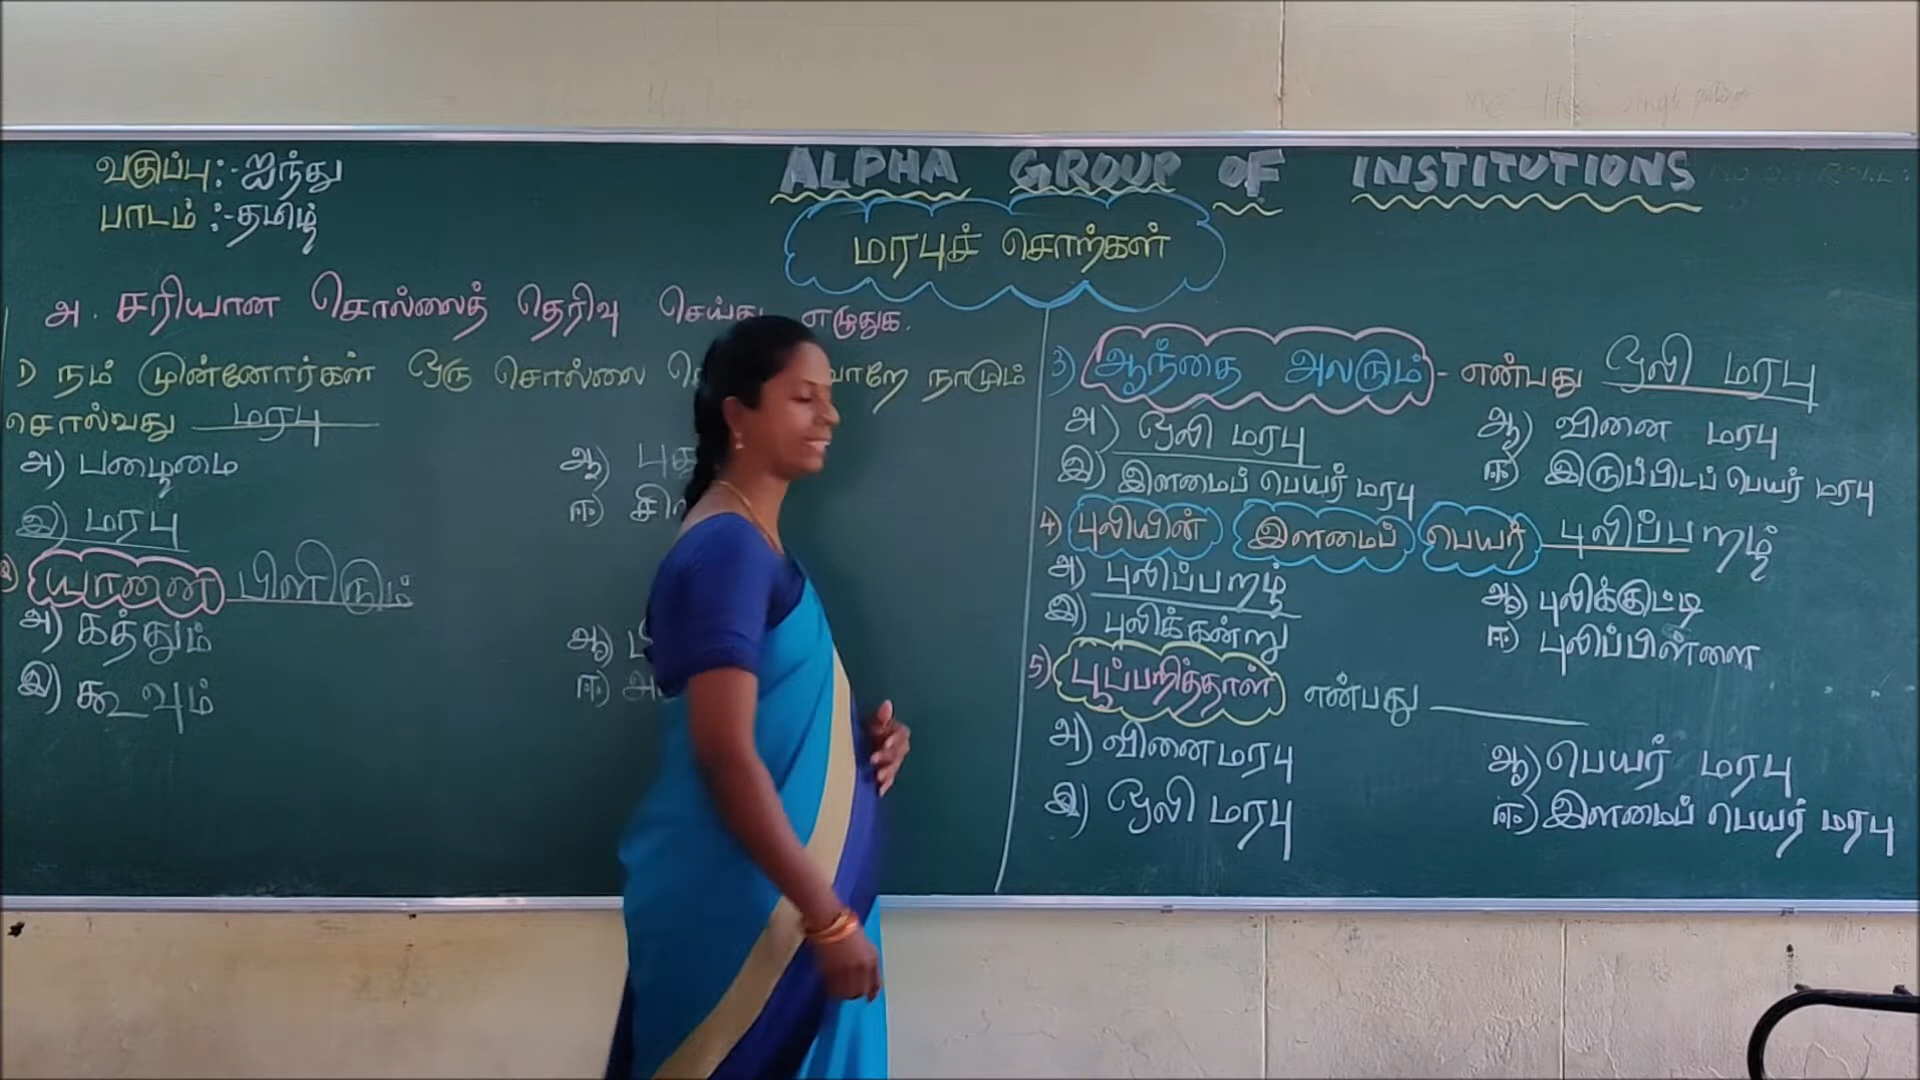 வகுப்பு:-ஐந்து
பாடம் :-தமிழ்
ALPHA GROUP OF INSTITUTIONS
மரபுச் சொற்கள்
அ. சரியான சொல்லைத் தெரிவு செய்து எழுதுக.
1) நம் முன்னோர்கள் ஒரு சொல்லை நாமும்
சொல்வது மரபு
அ) பழைமை ஆ)
இ) மரபு ஈ)
2) யானை பிளிறும்
அ) கத்தும் ஆ)
இ) கூவும் ஈ)
3) ஆந்தை அலறும் - என்பது ஒலி மரபு
அ) ஒலி மரபு ஆ) வினை மரபு
இ) இளமைப் பெயர் மரபு ஈ) இருப்பிடப் பெயர் மரபு
4) புலியின் இளமைப் பெயர் புலிப்பறழ்
அ) புலிப்பறழ் ஆ) புலிக்குட்டி
இ) புலிக்கன்று ஈ) புலிப்பிள்ளை
5) பூப்பறித்தாள் என்பது ______
அ) வினைமரபு ஆ) பெயர் மரபு
இ) ஒலி மரபு ஈ) இளமைப் பெயர் மரபு